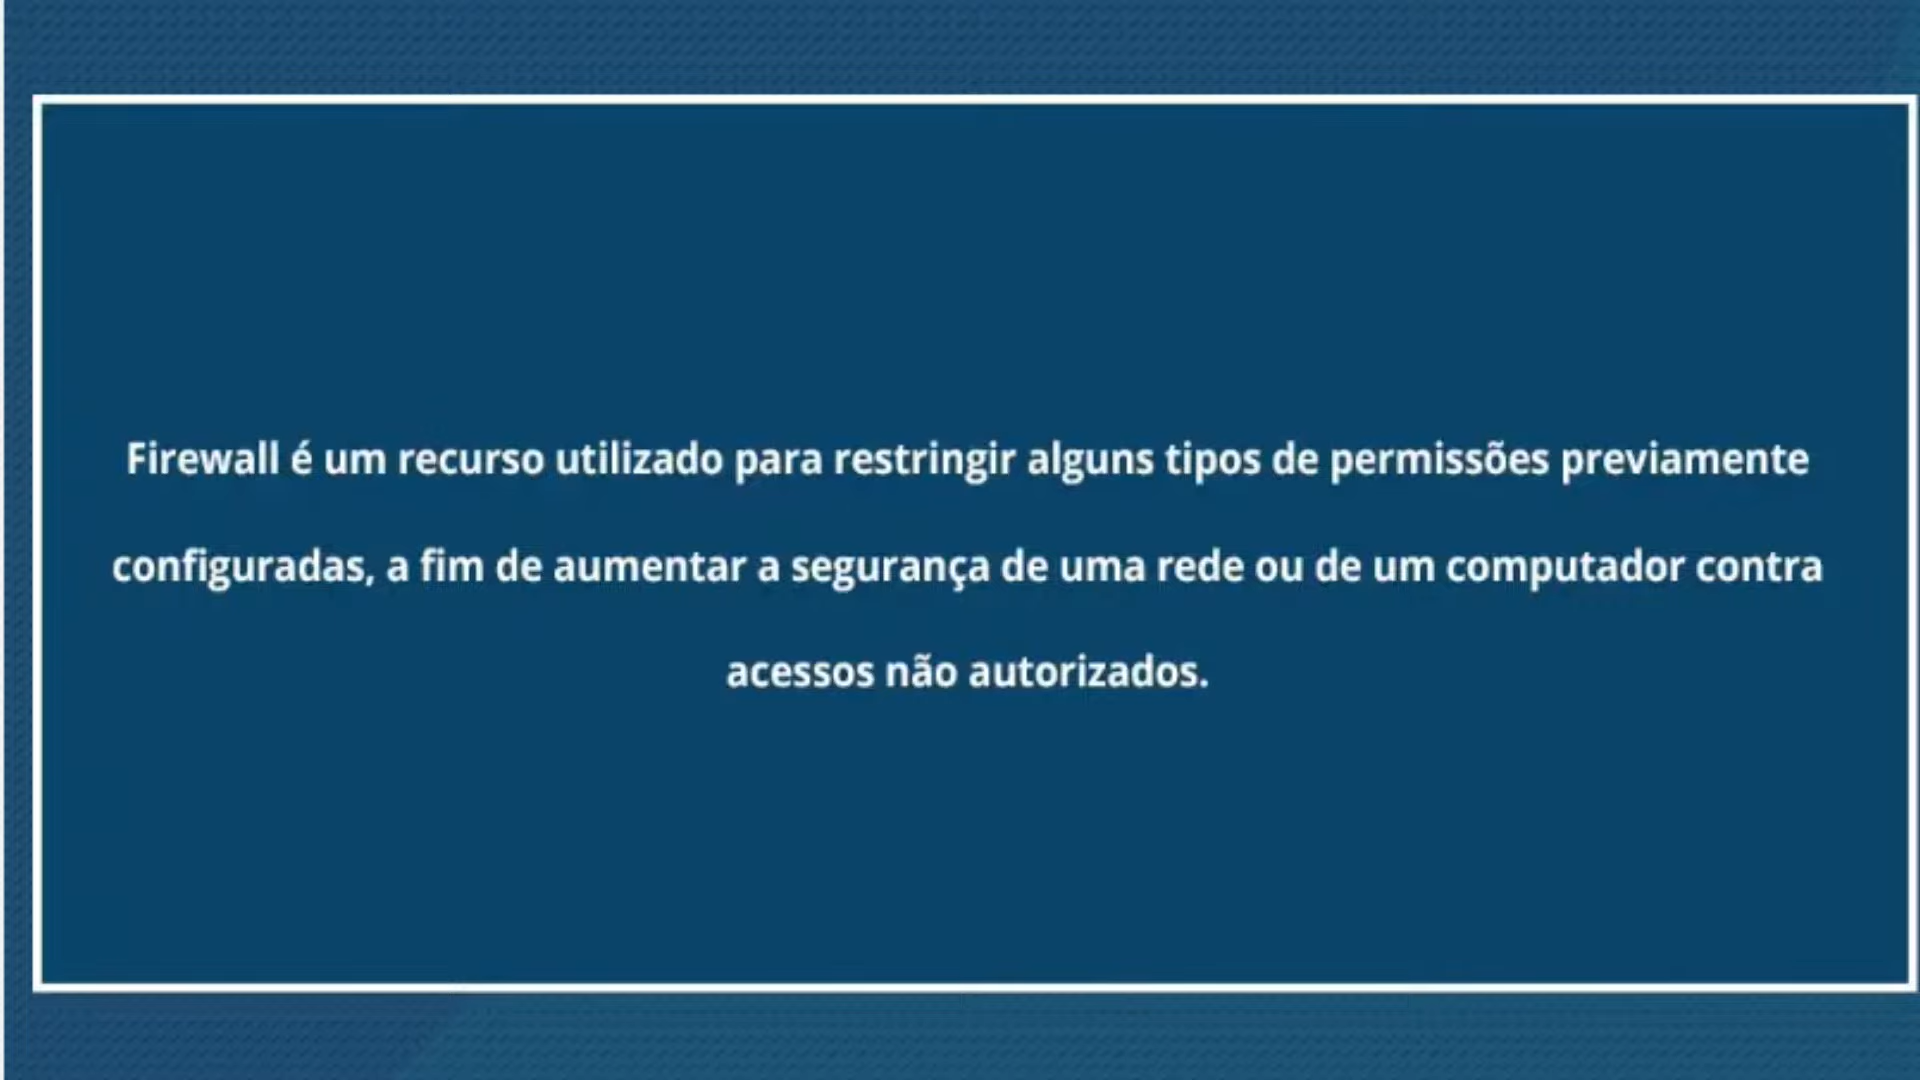 Firewall é um recurso utilizado para restringir alguns tipos de permissões previamente
configuradas, a fim de aumentar a segurança de uma rede ou de um computador contra
acessos não autorizados.